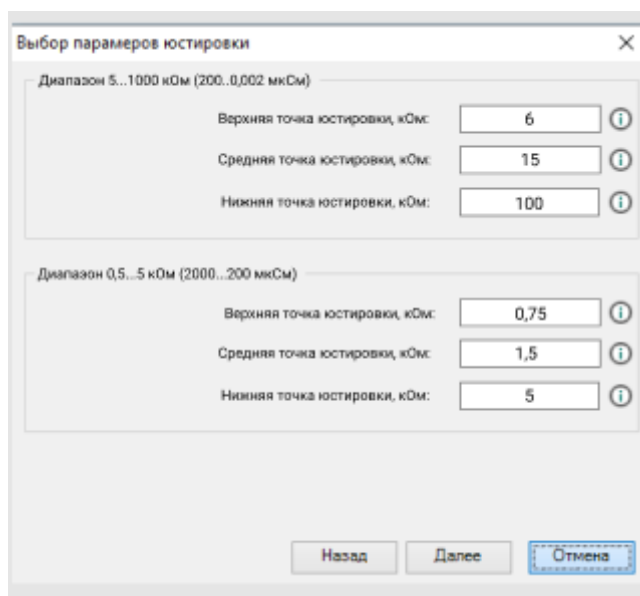 Выбор парамеров юстировки
Диапазон 5...1000 кОм (200..0,002 мкСм)
Верхняя точка юстировки, кОм: 6
Средняя точка юстировки, кОм: 15
Нижняя точка юстировки, кОм: 100
Диапазон 0,5...5 кОм (2000...200 мкСм)
Верхняя точка юстировки, кОм: 0,75
Средняя точка юстировки, кОм: 1,5
Нижняя точка юстировки, кОм: 5
Назад Далее Отмена